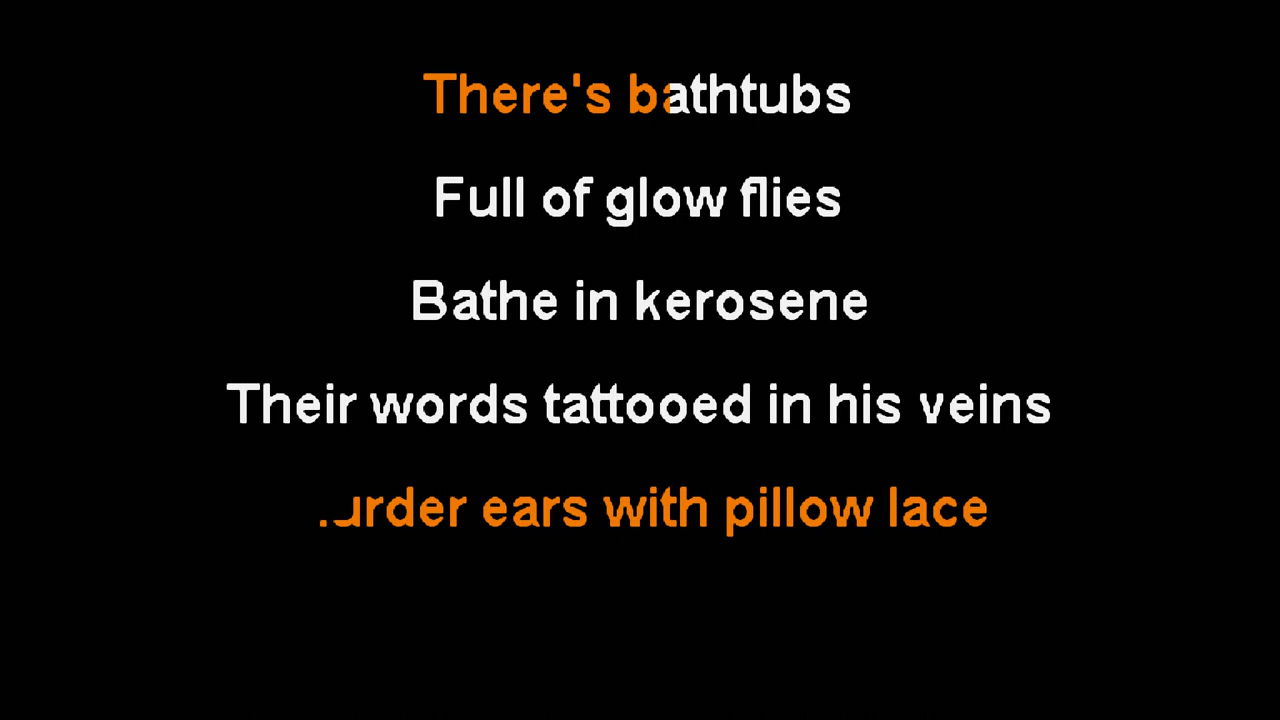 There's bathtubs
Full of glow flies
Bathe in kerosene
Their words tattooed in his veins
ears with pillow lace